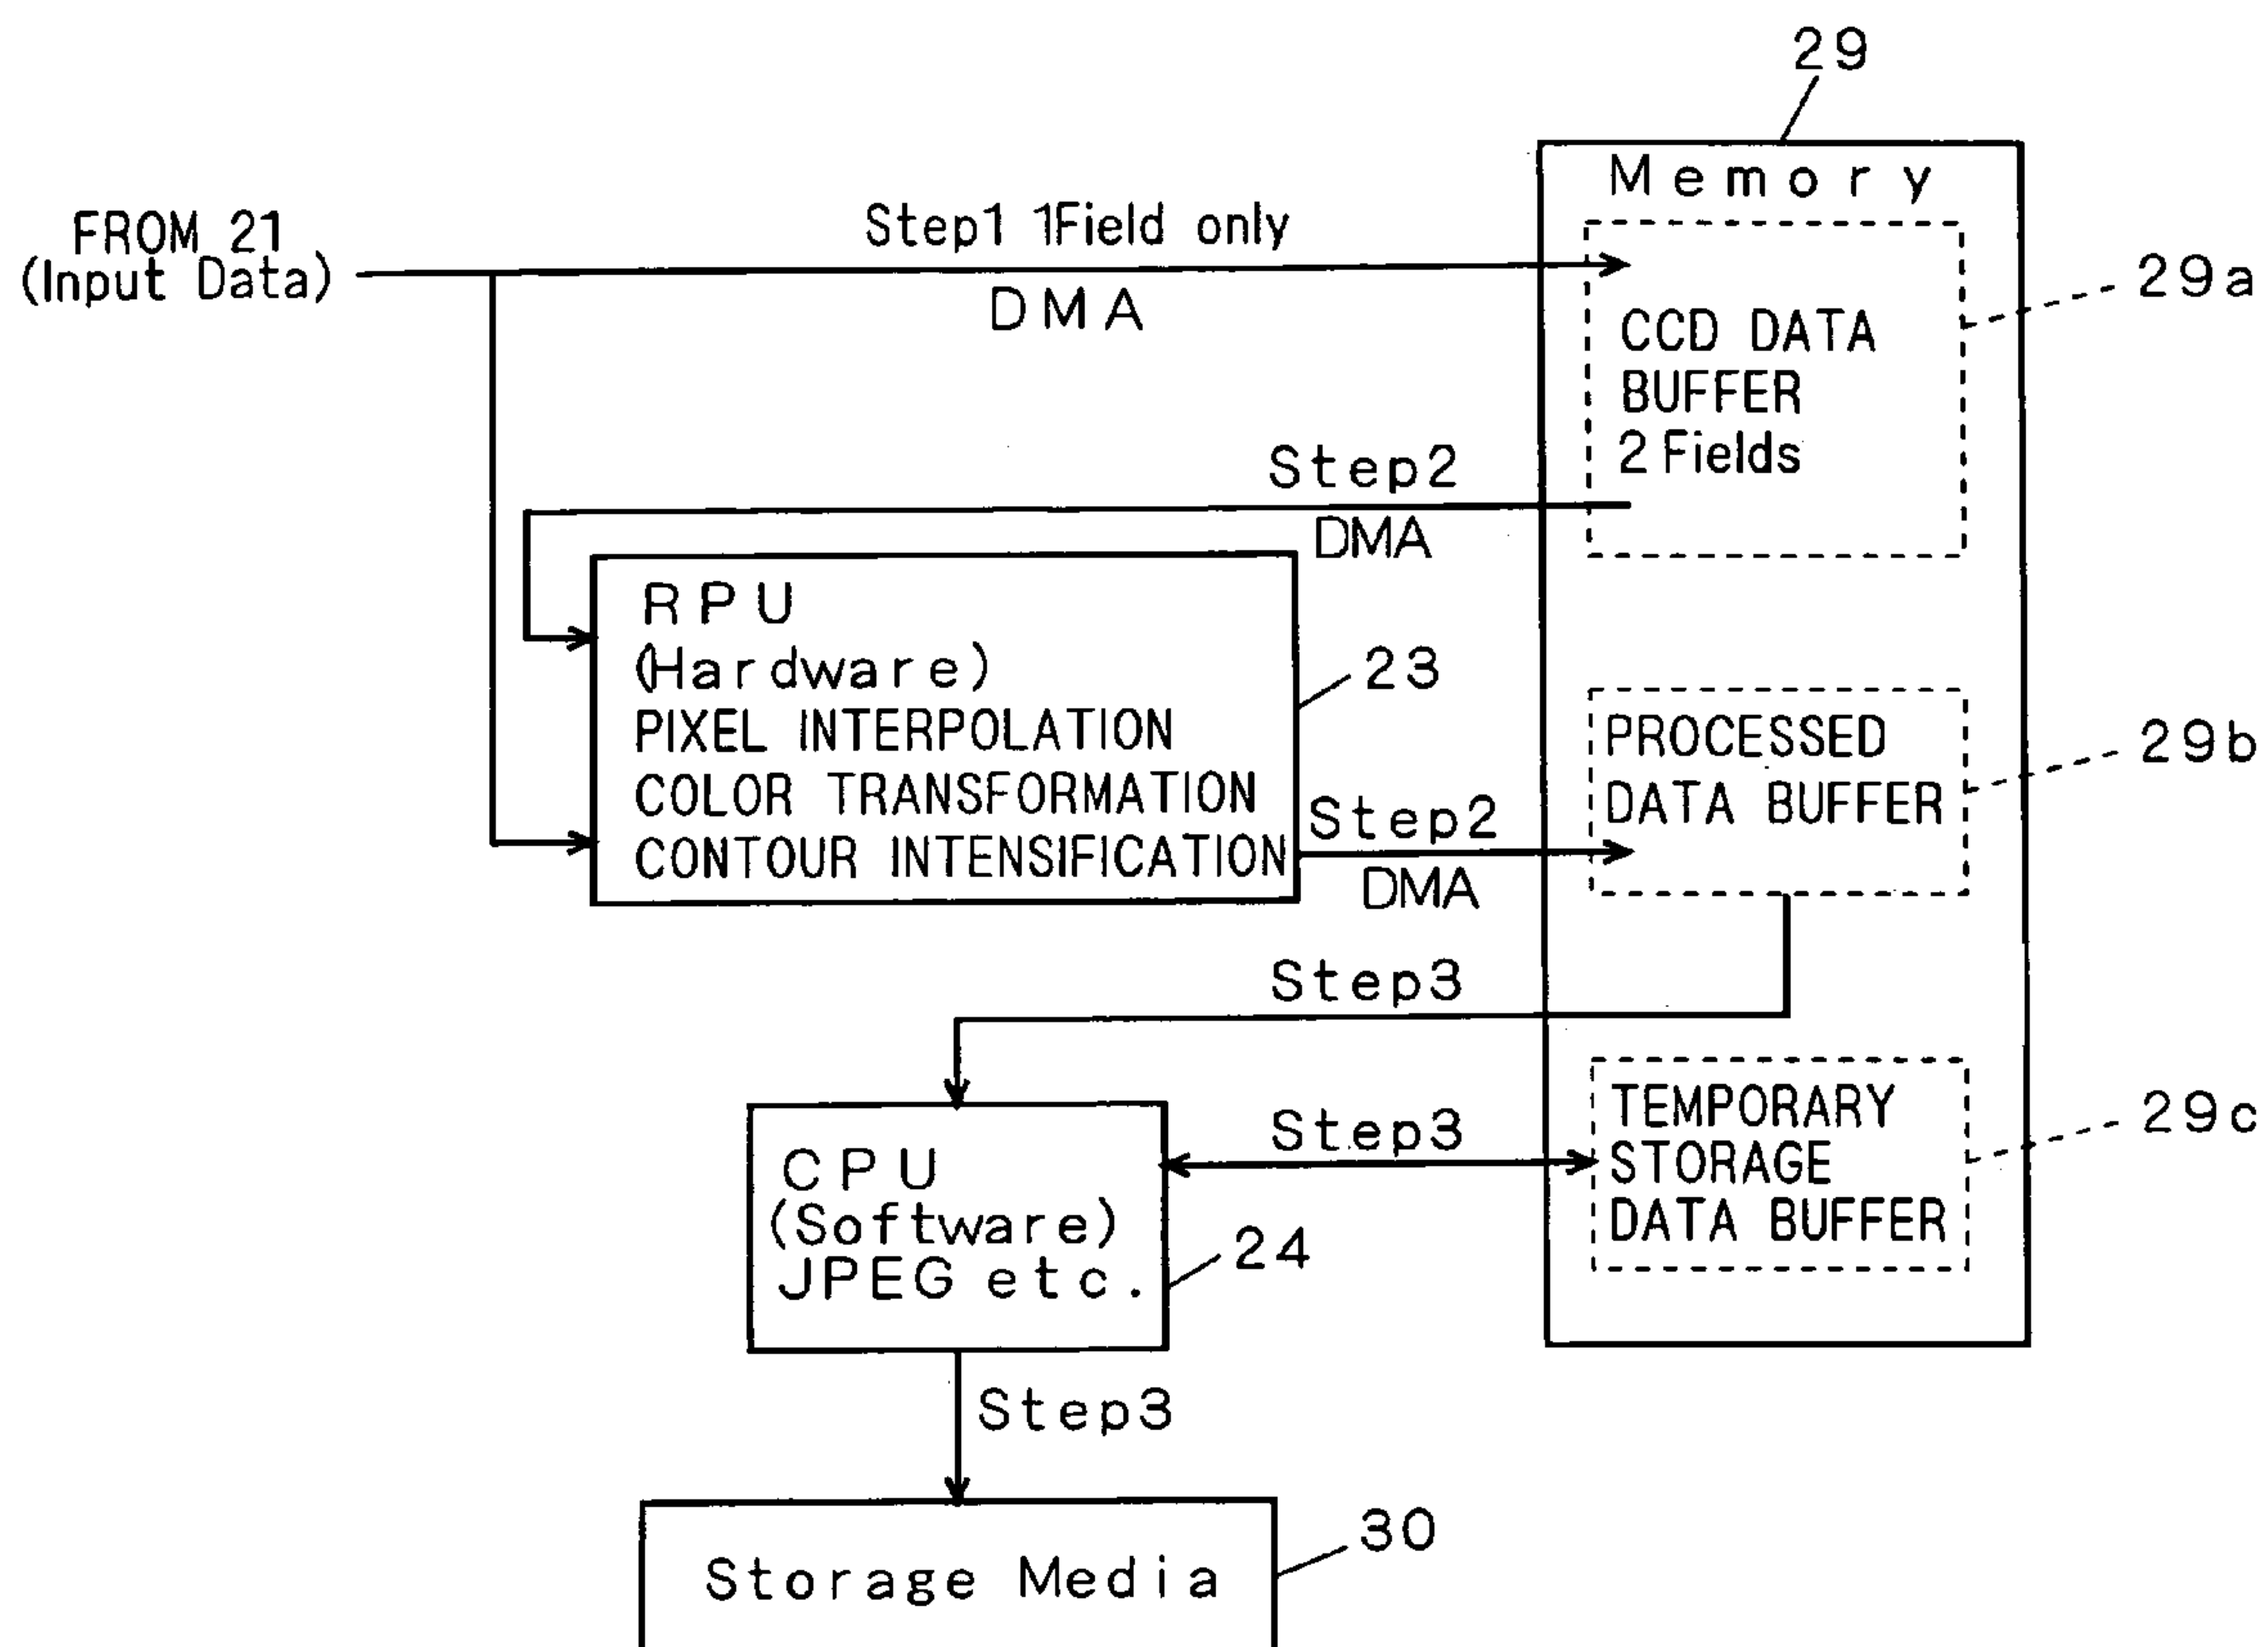 29
Memory
FROM 21
(Input Data)
Step1 1Field only
DMA
29a
CCD DATA
BUFFER
2 Fields
Step2
DMA
RPU
(Hardware)
PIXEL INTERPOLATION
COLOR TRANSFORMATION
CONTOUR INTENSIFICATION
23
Step2
DMA
PROCESSED
DATA BUFFER
29b
Step3
CPU
(Software)
JPEG etc.
24
Step3
TEMPORARY
STORAGE
DATA BUFFER
29c
Step3
30
Storage Media